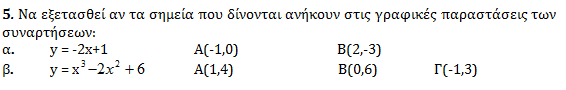 5. Να εξετασθεί αν τα σημεία που δίνονται ανήκουν στις γραφικές παραστάσεις των
συναρτήσεων:
α. y = -2x+1 A(-1,0) B(2,-3)
β. y = x³ − 2x² + 6 A(1,4) B(0,6) Γ(-1,3)